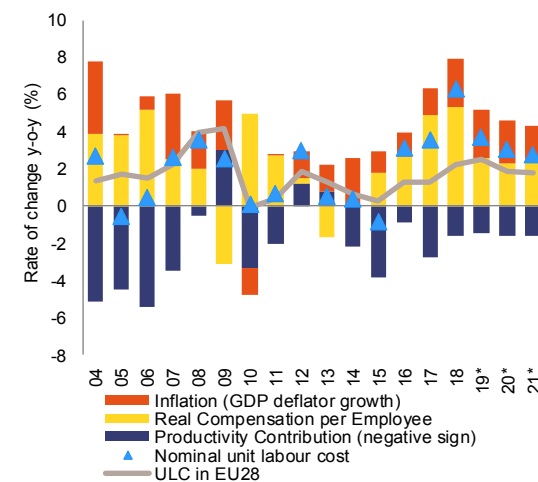 Rate of change y-o-y (%)
10
8
6
4
2
0
-2
-4
-6
-8
04 05 06 07 08 09 10 11 12 13 14 15 16 17 18 19* 20* 21*
Inflation (GDP deflator growth)
Real Compensation per Employee
Productivity Contribution (negative sign)
Nominal unit labour cost
ULC in EU28